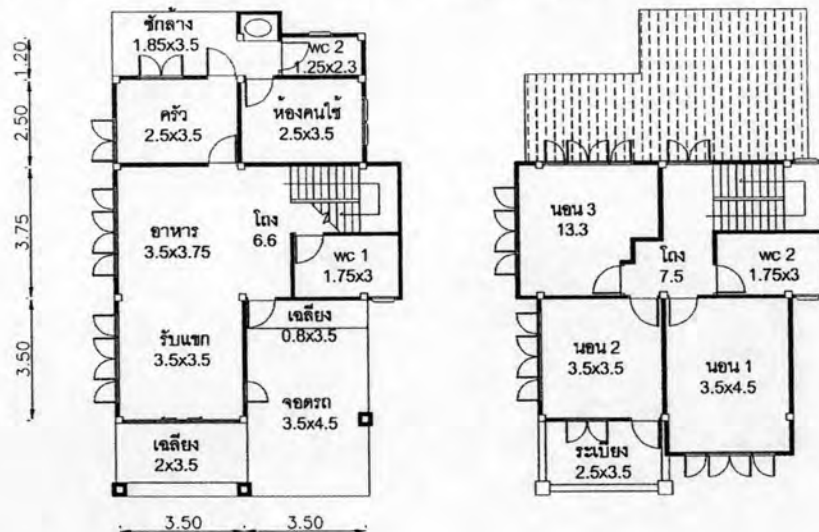 ซักล้าง
1.85x3.5
wc 2
1.25x2.3
ครัว
2.5x3.5
ห้องคนใช้
2.5x3.5
อาหาร
3.5x3.75
โถง
6.6
wc 1
1.75x3
เฉลียง
0.8x3.5
รับแขก
3.5x3.5
จอดรถ
3.5x4.5
เฉลียง
2x3.5
1.20
2.50
3.75
3.50
3.50
3.50
นอน 3
13.3
wc 2
1.75x3
โถง
7.5
นอน 2
3.5x3.5
นอน 1
3.5x4.5
ระเบียง
2.5x3.5